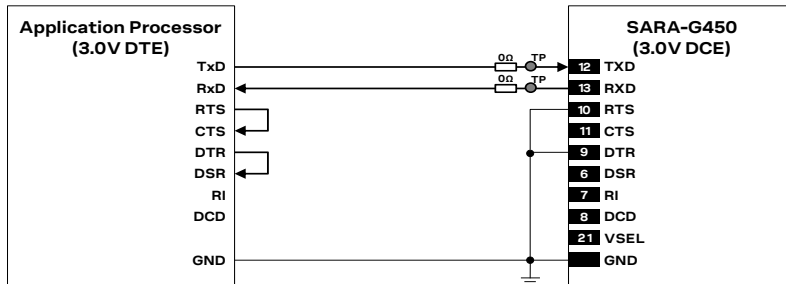 Application Processor
(3.0V DTE)
TxD
RxD
RTS
CTS
DTR
DSR
RI
DCD
GND
0Ω TP
0Ω TP
SARA-G450
(3.0V DCE)
12 TXD
13 RXD
10 RTS
11 CTS
9 DTR
6 DSR
7 RI
8 DCD
21 VSEL
GND